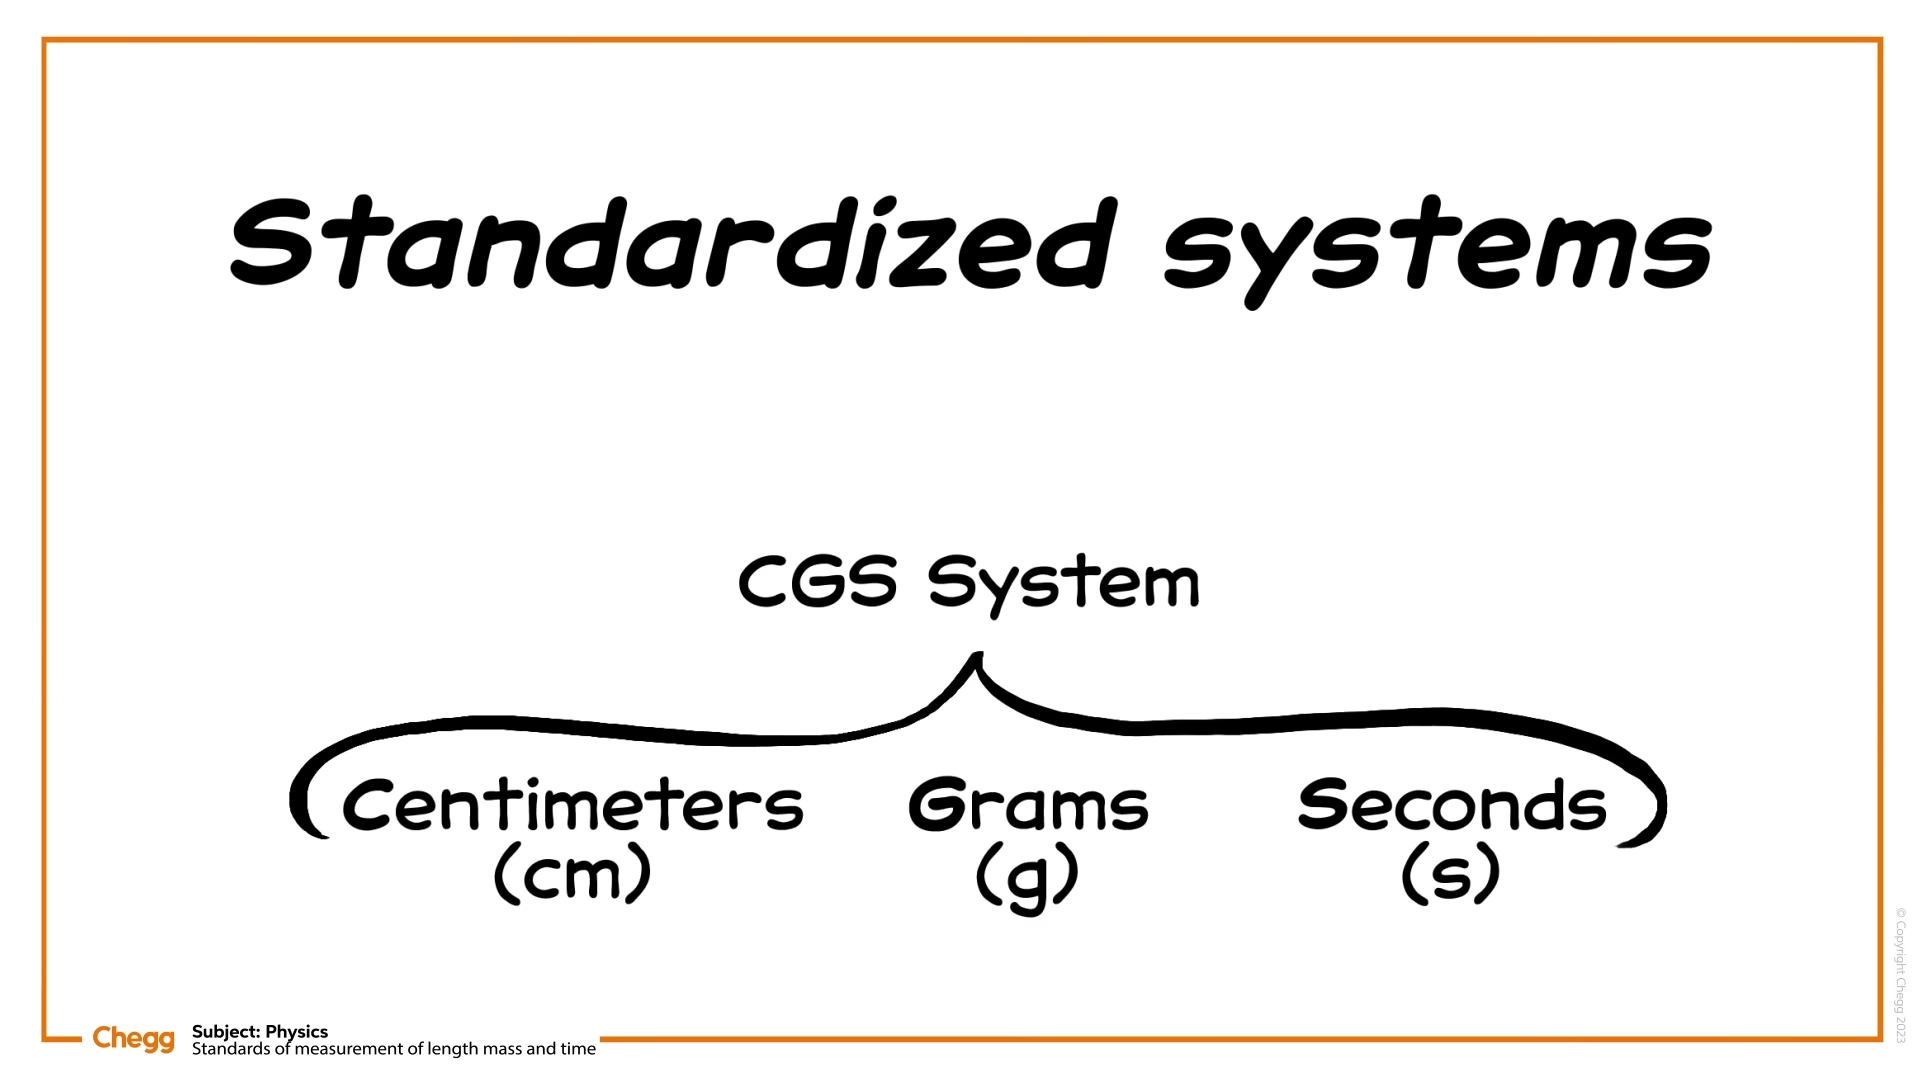 Standardized systems
CGS System
Centimeters Grams Seconds
(cm) (g) (s)
Chegg
Subject: Physics
Standards of measurement of length mass and time
© Copyright Chegg 2023